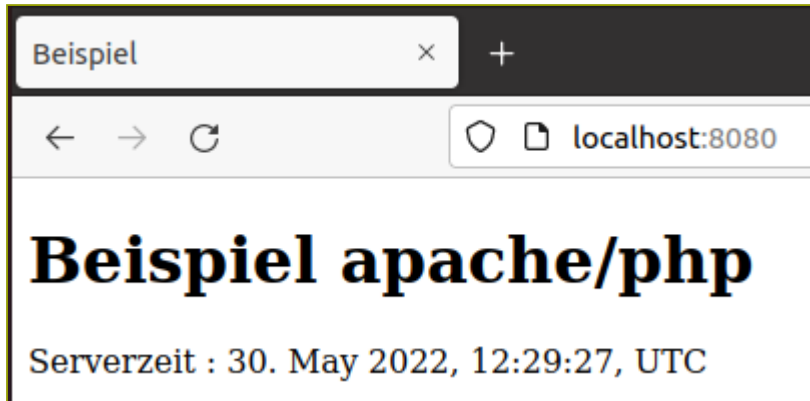 Beispiel
localhost:8080
Beispiel apache/php
Serverzeit : 30. May 2022, 12:29:27, UTC